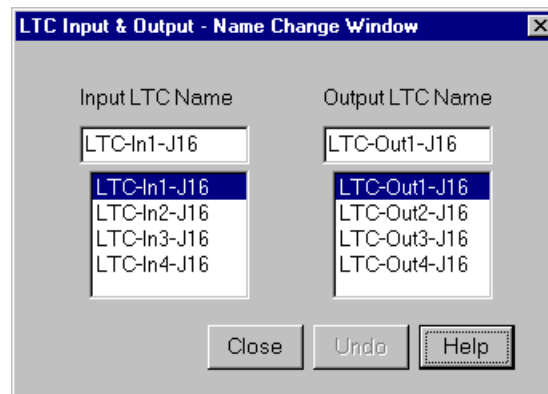 LTC Input & Output - Name Change Window
Input LTC Name Output LTC Name
LTC-In1-J16 LTC-Out1-J16
LTC-In1-J16 LTC-Out1-J16
LTC-In2-J16 LTC-Out2-J16
LTC-In3-J16 LTC-Out3-J16
LTC-In4-J16 LTC-Out4-J16
Close Undo Help